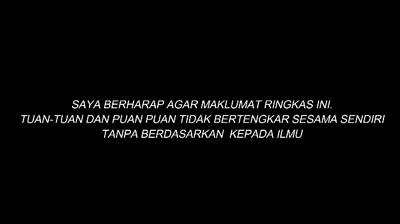 SAYA BERHARAP AGAR MAKLUMAT RINGKAS INI.
TUAN-TUAN DAN PUAN PUAN TIDAK BERTENGKAR SESAMA SENDIRI
TANPA BERDASARKAN KEPADA ILMU